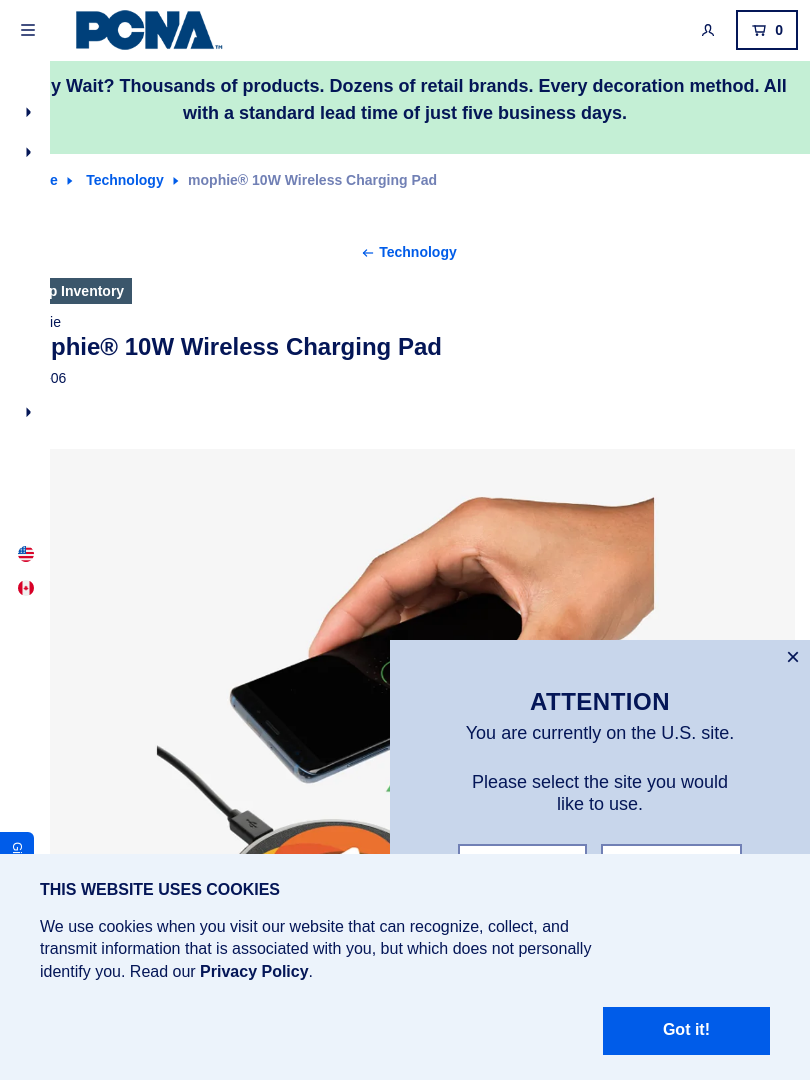 PCNA™
0
y Wait? Thousands of products. Dozens of retail brands. Every decoration method. All
with a standard lead time of just five business days.
e Technology mophie® 10W Wireless Charging Pad
Technology
p Inventory
ie
phie® 10W Wireless Charging Pad
06
ATTENTION
You are currently on the U.S. site.
Please select the site you would
like to use.
Gi
THIS WEBSITE USES COOKIES
We use cookies when you visit our website that can recognize, collect, and
transmit information that is associated with you, but which does not personally
identify you. Read our Privacy Policy.
Got it!